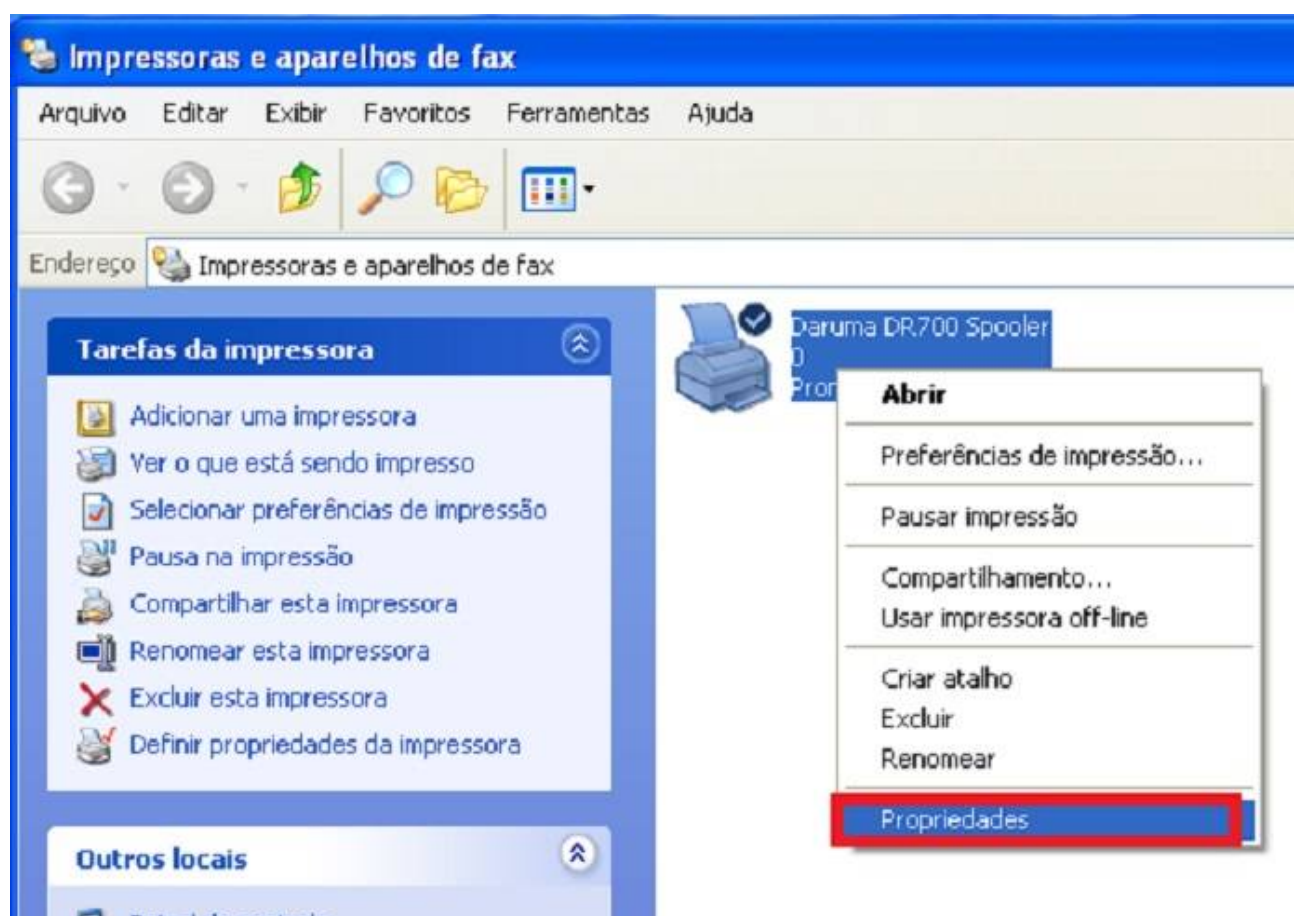 Impressoras e aparelhos de fax
Arquivo Editar Exibir Favoritos Ferramentas Ajuda
Endereço Impressoras e aparelhos de fax
Tarefas da impressora
Adicionar uma impressora
Ver o que está sendo impresso
Selecionar preferências de impressão
Pausa na impressão
Compartilhar esta impressora
Renomear esta impressora
Excluir esta impressora
Definir propriedades da impressora
Outros locais
Daruma DR700 Spooler
0
Abrir
Preferências de impressão...
Pausar impressão
Compartilhamento...
Usar impressora off-line
Criar atalho
Excluir
Renomear
Propriedades